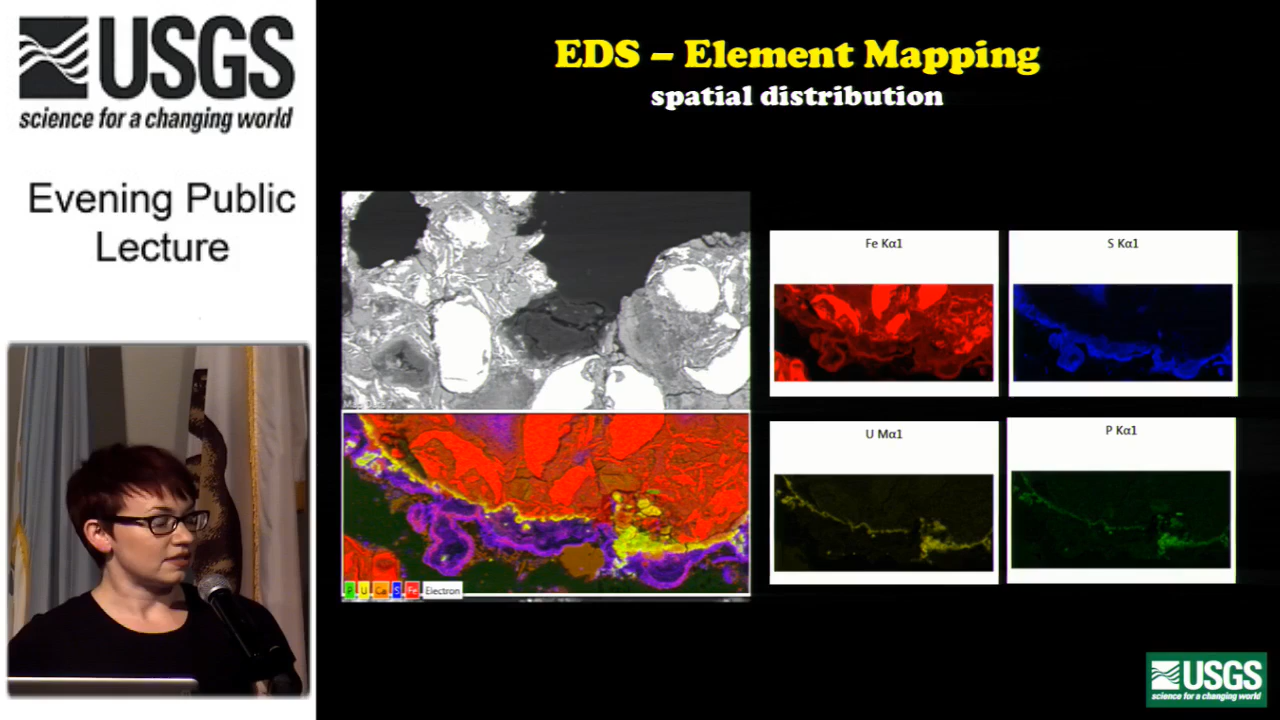 USGS
science for a changing world
Evening Public
Lecture
EDS – Element Mapping
spatial distribution
Fe Kα1
S Kα1
U Mα1
P Kα1
P U Ca S Fe Electron
USGS
science for a changing world